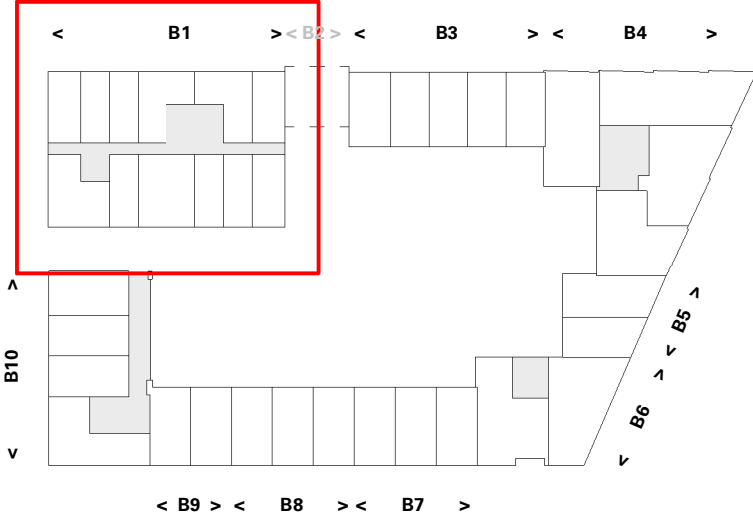 < B1 > < B2 > < B3 > < B4 >
< B5 >
< B6 >
< B10 >
< B9 > < B8 > < B7 >